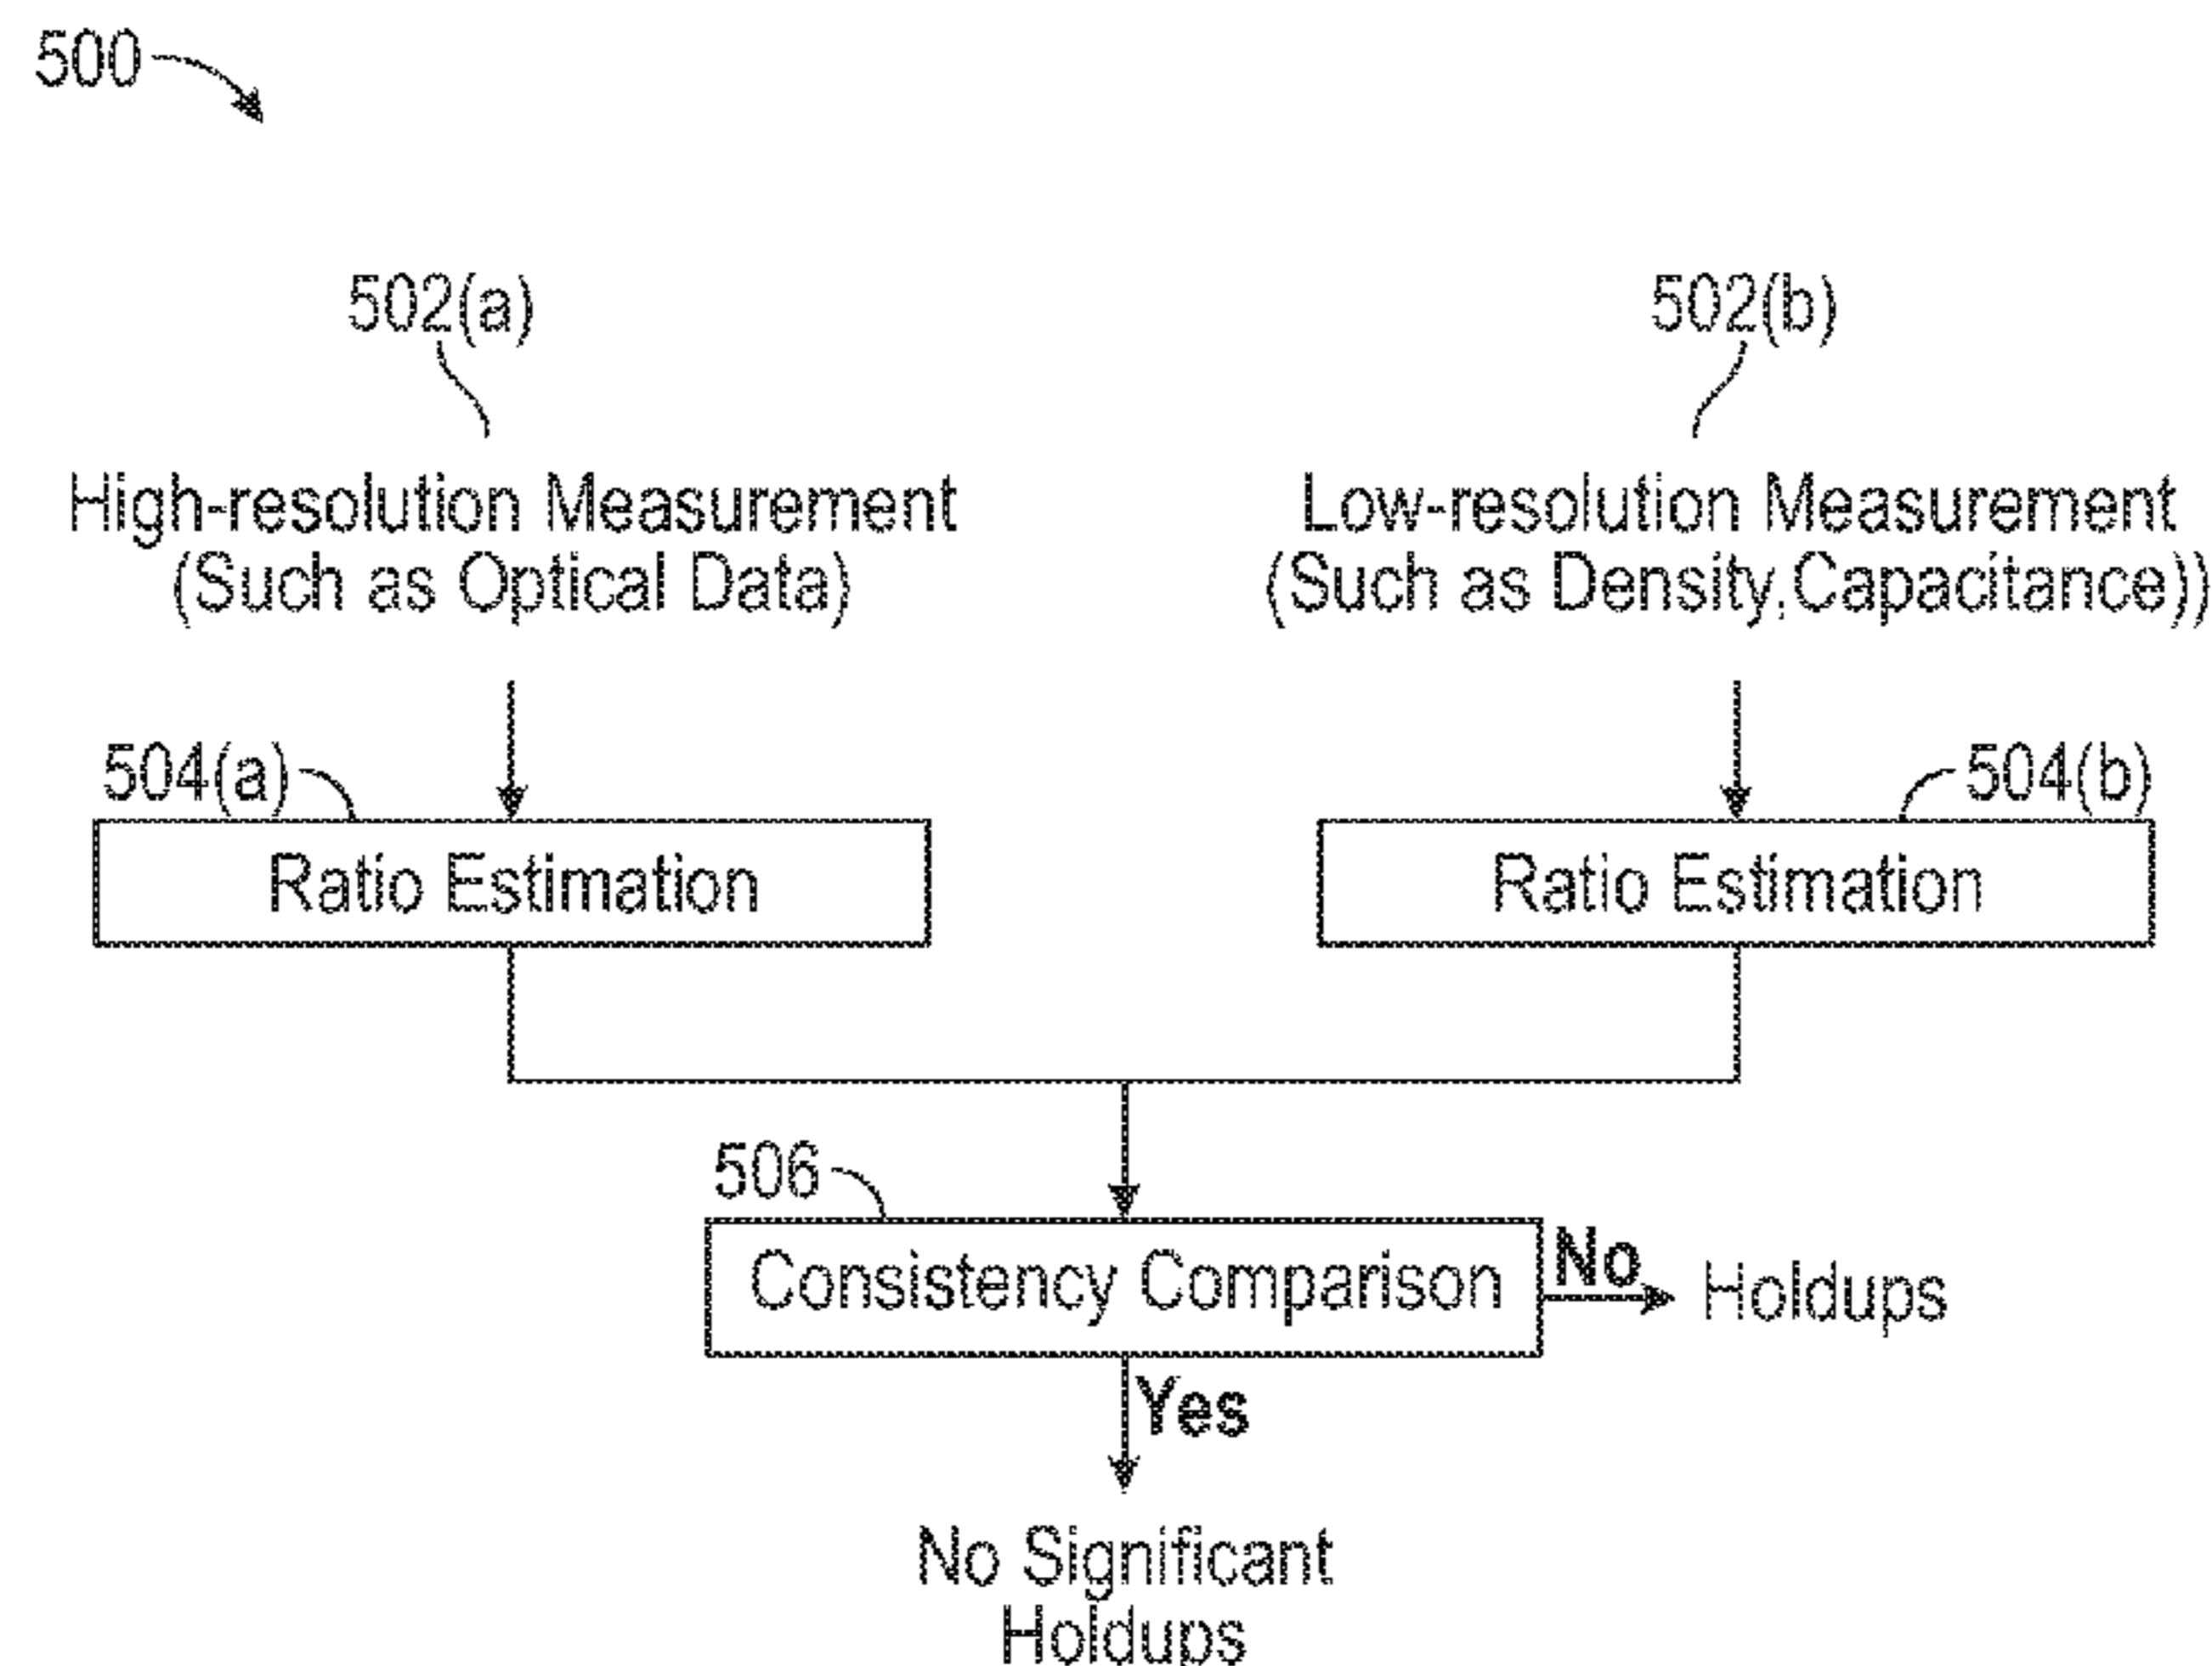 500
502(a)
502(b)
High-resolution Measurement
(Such as Optical Data)
Low-resolution Measurement
(Such as Density,Capacitance))
504(a)
504(b)
Ratio Estimation
Ratio Estimation
506
Consistency Comparison
No
Holdups
Yes
No Significant
Holdups